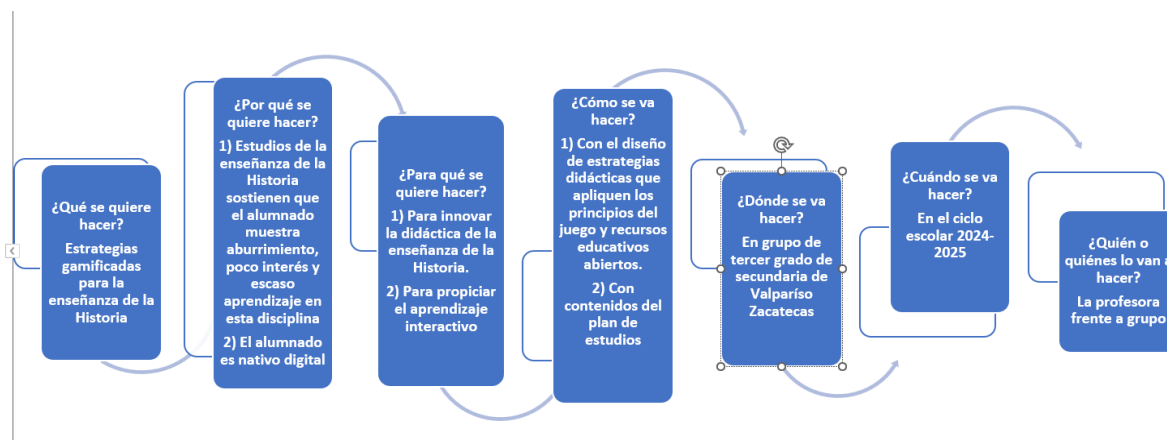 ¿Qué se quiere
hacer?
Estrategias
gamificadas
para la
enseñanza de la
Historia
¿Por qué se
quiere hacer?
1) Estudios de la
enseñanza de la
Historia
sostienen que
el alumnado
muestra
aburrimiento,
poco interés y
escaso
aprendizaje en
esta disciplina
2) El alumnado
es nativo digital
¿Para qué se
quiere hacer?
1) Para innovar
la didáctica de la
enseñanza de la
Historia.
2) Para propiciar
el aprendizaje
interactivo
¿Cómo se va
hacer?
1) Con el diseño
de estrategias
didácticas que
apliquen los
principios del
juego y recursos
educativos
abiertos.
2) Con
contenidos del
plan de
estudios
¿Dónde se va
hacer?
En grupo de
tercer grado de
secundaria de
Valparíso
Zacatecas
¿Cuándo se va
hacer?
En el ciclo
escolar 2024-
2025
¿Quién o
quiénes lo van a
hacer?
La profesora
frente a grupo